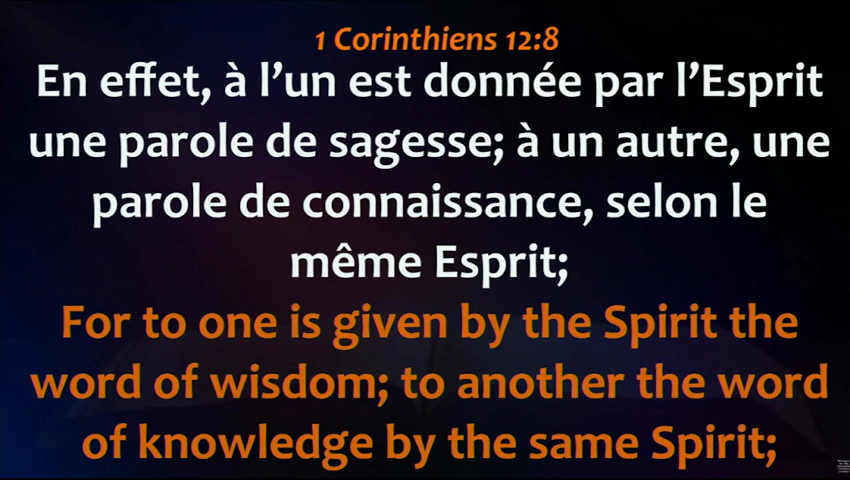 1 Corinthiens 12:8
En effet, à l’un est donnée par l’Esprit
une parole de sagesse; à un autre, une
parole de connaissance, selon le
même Esprit;
For to one is given by the Spirit the
word of wisdom; to another the word
of knowledge by the same Spirit;